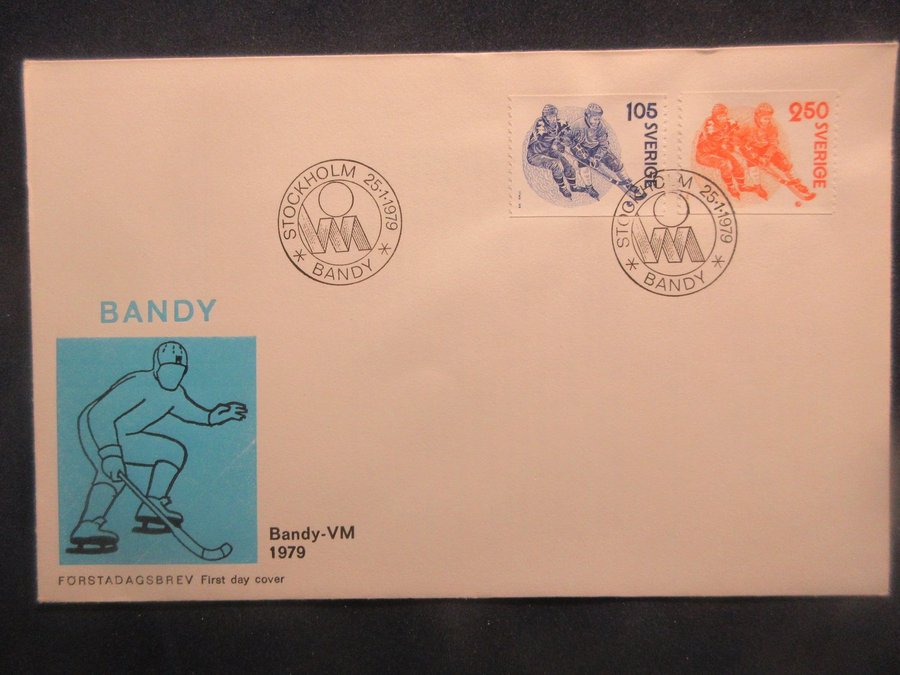 105
SVERIGE
250
SVERIGE
STOCKHOLM 25·1·1979
* BANDY *
STOCKHOLM 25·1·1979
* BANDY *
BANDY
Bandy-VM
1979
FÖRSTADAGSBREV First day cover